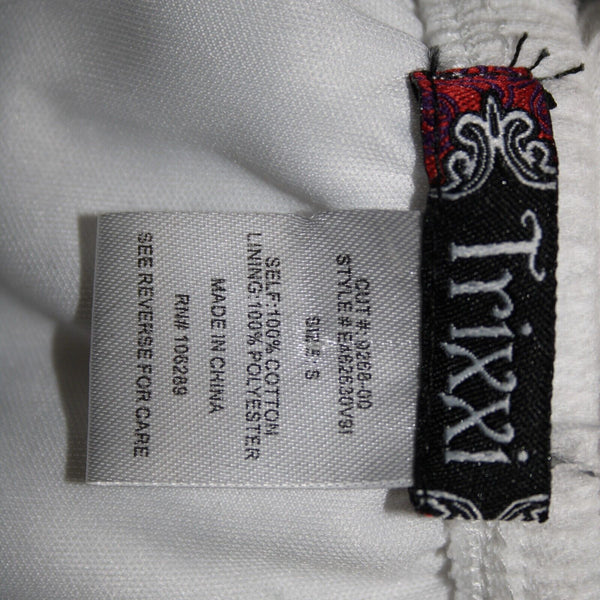 Trixxi
CUT #: 9268-00
STYLE # EA62620VSI
SIZE: S
SELF:100% COTTON
LINING:100% POLYESTER
MADE IN CHINA
RN# 106289
SEE REVERSE FOR CARE